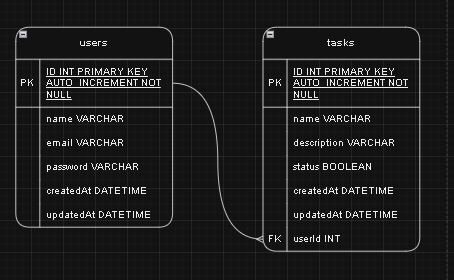 users
PK
ID INT PRIMARY KEY
AUTO_INCREMENT NOT
NULL
name VARCHAR
email VARCHAR
password VARCHAR
createdAt DATETIME
updatedAt DATETIME
tasks
PK
ID INT PRIMARY KEY
AUTO_INCREMENT NOT
NULL
name VARCHAR
description VARCHAR
status BOOLEAN
createdAt DATETIME
updatedAt DATETIME
FK
userId INT